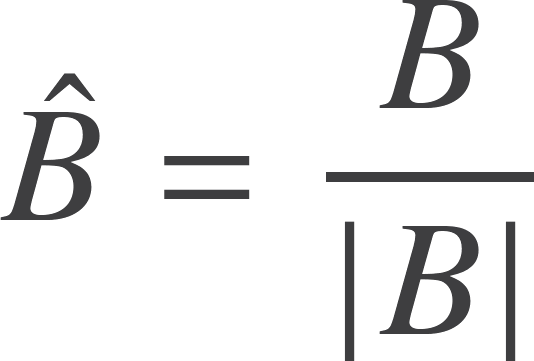 B̂ = B / |B|